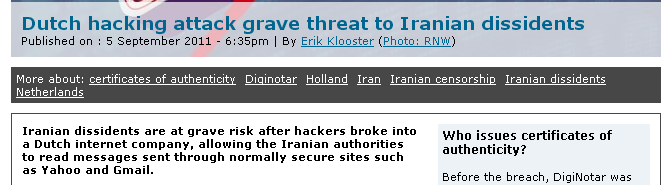 Dutch hacking attack grave threat to Iranian dissidents
Published on : 5 September 2011 - 6:35pm | By Erik Klooster (Photo: RNW)
More about: certificates of authenticity Diginotar Holland Iran Iranian censorship Iranian dissidents
Netherlands
Iranian dissidents are at grave risk after hackers broke into
a Dutch internet company, allowing the Iranian authorities
to read messages sent through normally secure sites such
as Yahoo and Gmail.
Who issues certificates of
authenticity?
Before the breach, DigiNotar was